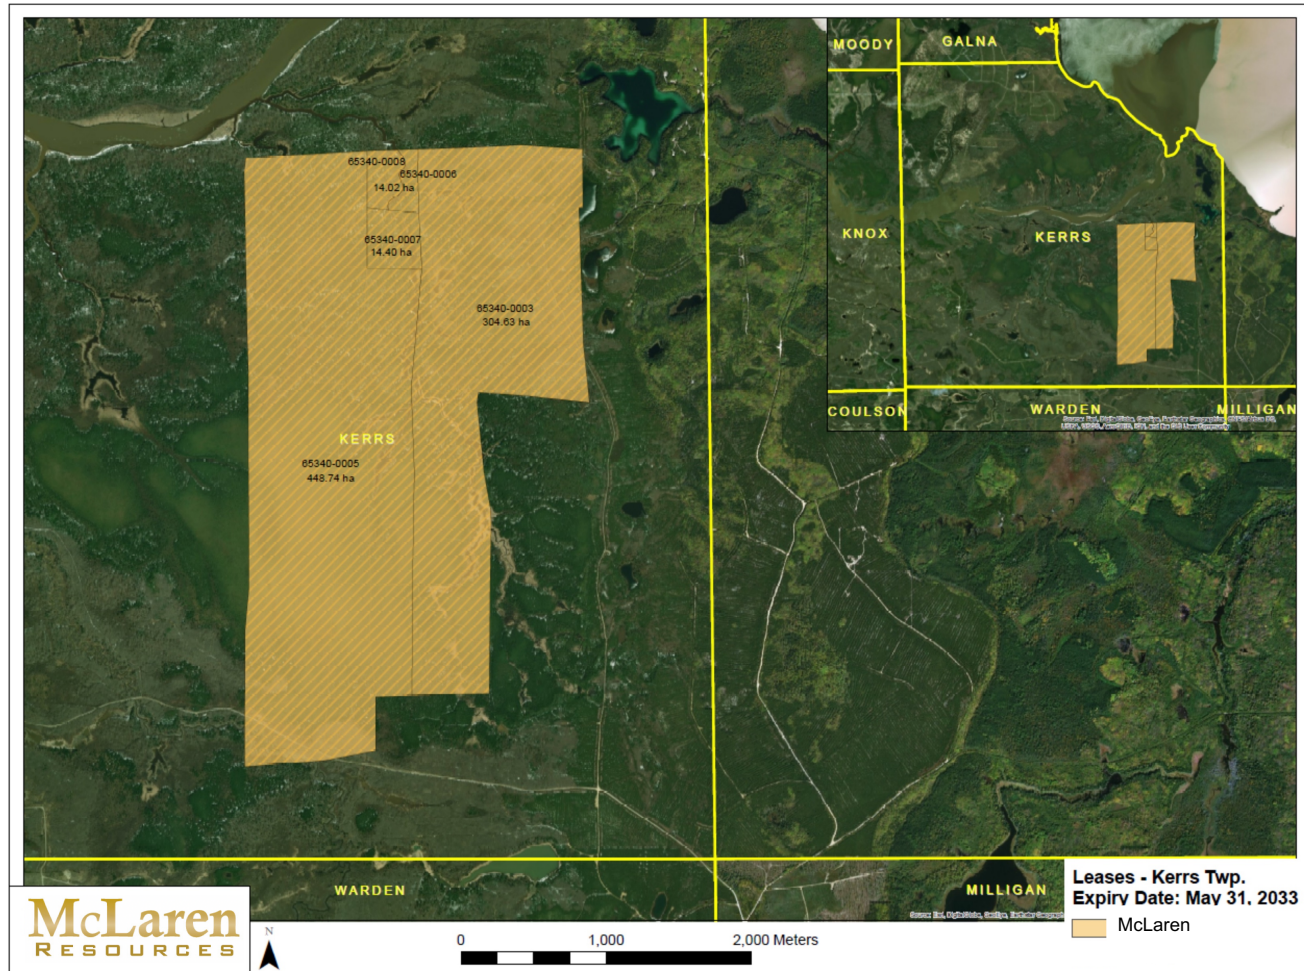 MOODY
GALNA
KNOX
KERRS
COULSON
WARDEN
MILLIGAN
65340-0008
65340-0006
14.02 ha
65340-0007
14.40 ha
65340-0003
304.63 ha
KERRS
65340-0005
448.74 ha
WARDEN
MILLIGAN
Leases - Kerrs Twp.
Expiry Date: May 31, 2033
McLaren
McLaren
RESOURCES
N
0 1,000 2,000 Meters